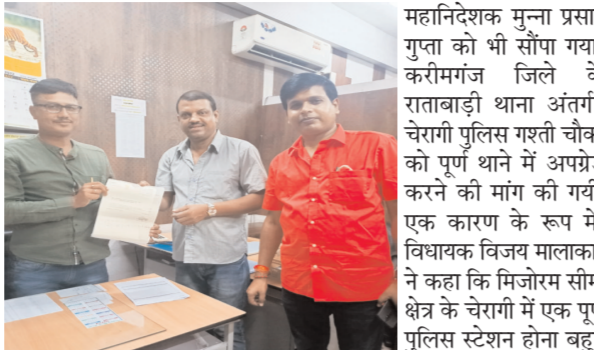 महानिदेशक मुन्ना प्रसा
गुप्ता को भी सौंपा गया
करीमगंज जिले वे
राताबाड़ी थाना अंतर्ग
चेरागी पुलिस गश्ती चौक
को पूर्ण थाने में अपग्रेड
करने की मांग की गयी
एक कारण के रूप में
विधायक विजय मालाका
ने कहा कि मिजोरम सीम
क्षेत्र के चेरागी में एक पूर्
पुलिस स्टेशन होना बहु